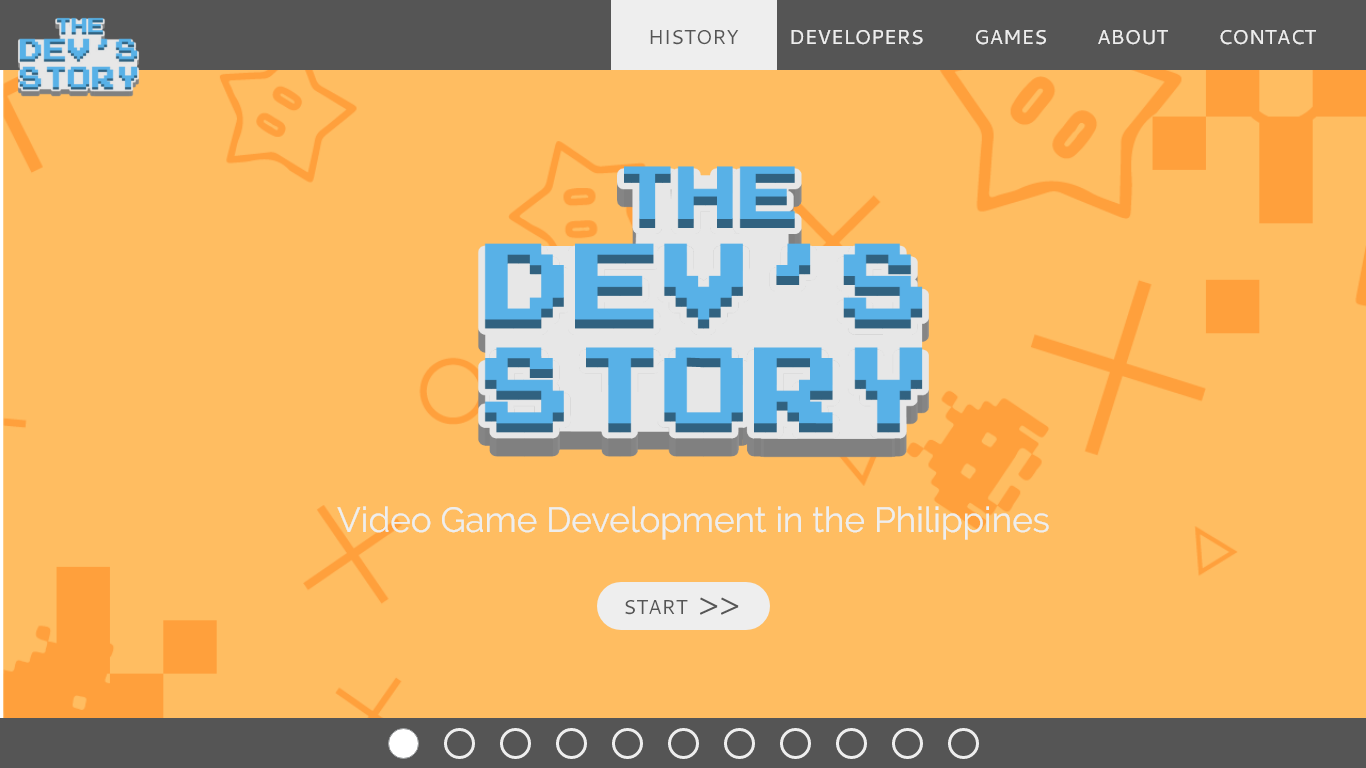 THE
DEV'S
STORY
HISTORY
DEVELOPERS
GAMES
ABOUT
CONTACT
THE
DEV'S
STORY
Video Game Development in the Philippines
START >>